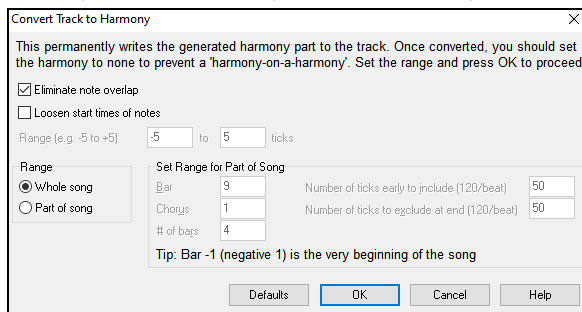 Convert Track to Harmony
This permanently writes the generated harmony part to the track. Once converted, you should set
the harmony to none to prevent a 'harmony-on-a-harmony'. Set the range and press OK to proceed
Eliminate note overlap
Loosen start times of notes
Range (e.g. -5 to +5) -5 to 5 ticks
Range
Whole song
Part of song
Set Range for Part of Song
Bar 9 Number of ticks early to include (120/beat) 50
Chorus 1 Number of ticks to exclude at end (120/beat) 50
# of bars 4
Tip: Bar -1 (negative 1) is the very beginning of the song
Defaults OK Cancel Help